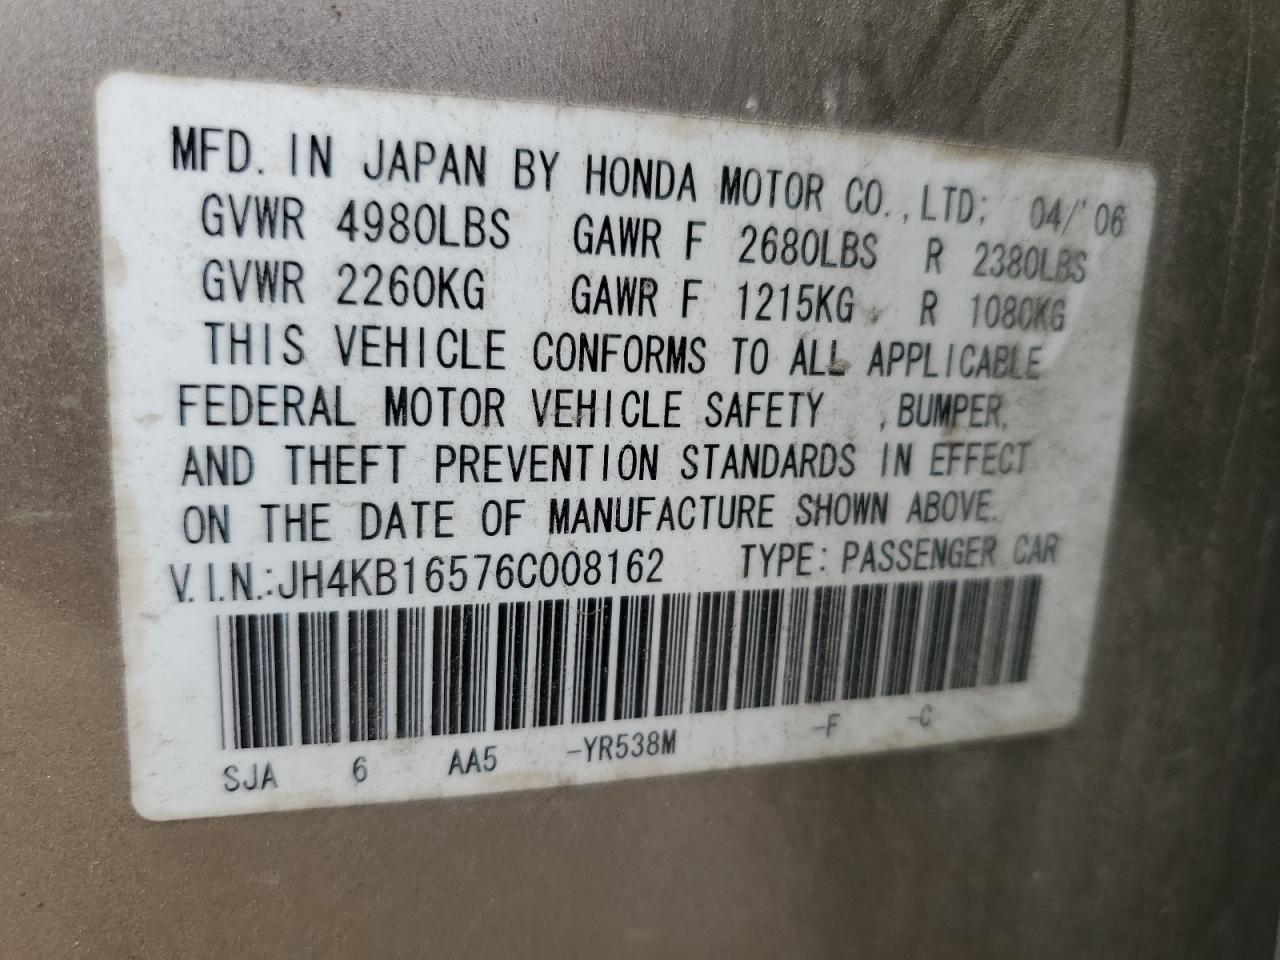 MFD. IN JAPAN BY HONDA MOTOR CO.,LTD; 04/'06
GVWR 4980LBS GAWR F 2680LBS R 2380LBS
GVWR 2260KG GAWR F 1215KG R 1080KG
THIS VEHICLE CONFORMS TO ALL APPLICABLE
FEDERAL MOTOR VEHICLE SAFETY ,BUMPER,
AND THEFT PREVENTION STANDARDS IN EFFECT
ON THE DATE OF MANUFACTURE SHOWN ABOVE.
V.I.N.:JH4KB16576C008162 TYPE:PASSENGER CAR
SJA 6 AA5 -YR538M -F -C